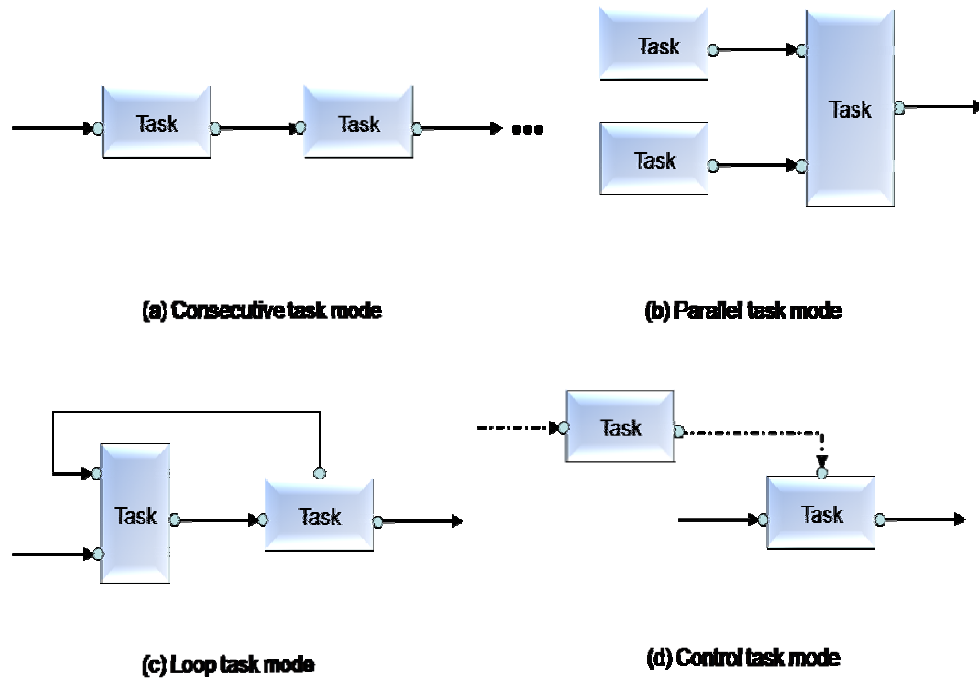 Task
Task
(a) Consecutive task mode
Task
Task
Task
(b) Parallel task mode
Task
Task
(c) Loop task mode
Task
Task
(d) Control task mode